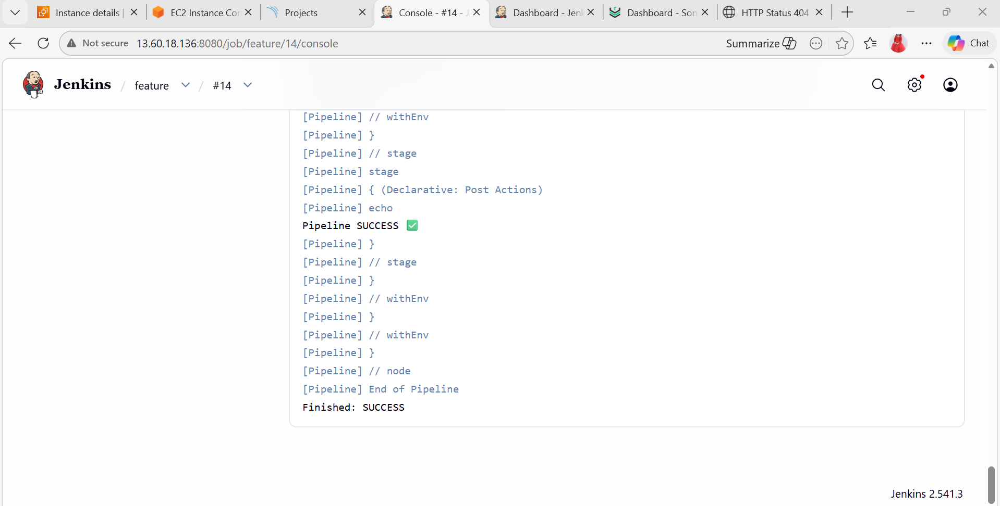 Instance details |
EC2 Instance Cor
Projects
Console - #14 - J
Dashboard - Jenk
Dashboard - Son
HTTP Status 404
Not secure
13.60.18.136:8080/job/feature/14/console
Summarize
Chat
Jenkins / feature / #14
[Pipeline] // withEnv
[Pipeline] }
[Pipeline] // stage
[Pipeline] stage
[Pipeline] { (Declarative: Post Actions)
[Pipeline] echo
Pipeline SUCCESS ✅
[Pipeline] }
[Pipeline] // stage
[Pipeline] }
[Pipeline] // withEnv
[Pipeline] }
[Pipeline] // withEnv
[Pipeline] }
[Pipeline] // node
[Pipeline] End of Pipeline
Finished: SUCCESS
Jenkins 2.541.3